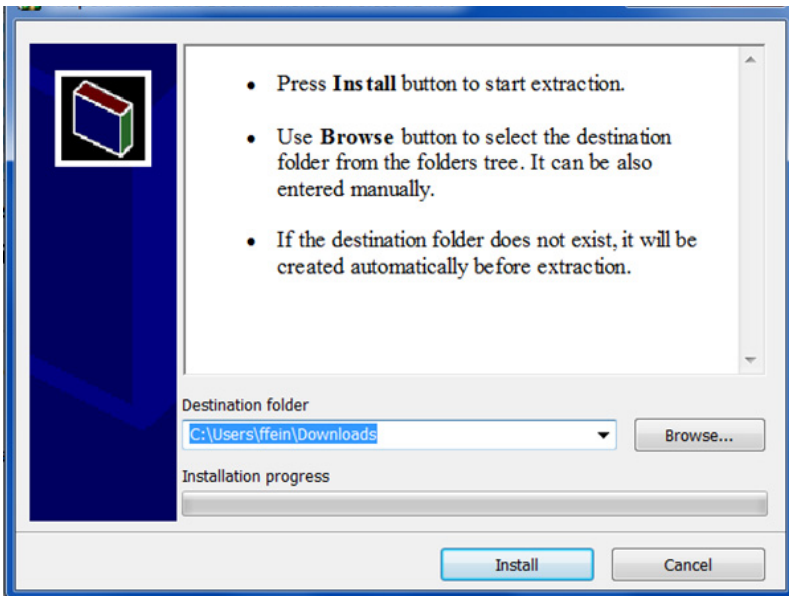 • Press Install button to start extraction.
• Use Browse button to select the destination
folder from the folders tree. It can be also
entered manually.
• If the destination folder does not exist, it will be
created automatically before extraction.
Destination folder
C:\Users\ffein\Downloads
Browse...
Installation progress
Install
Cancel